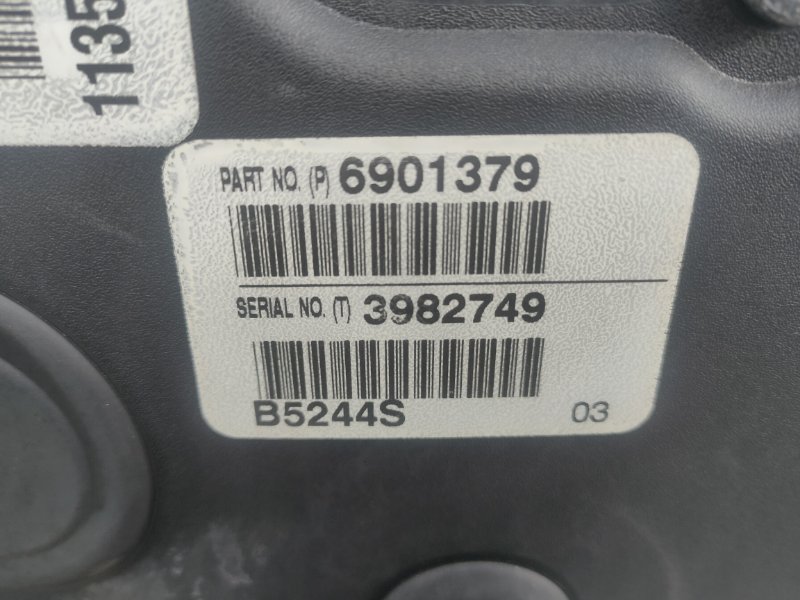 1135
PART NO. (P) 6901379
SERIAL NO. (T) 3982749
B5244S 03